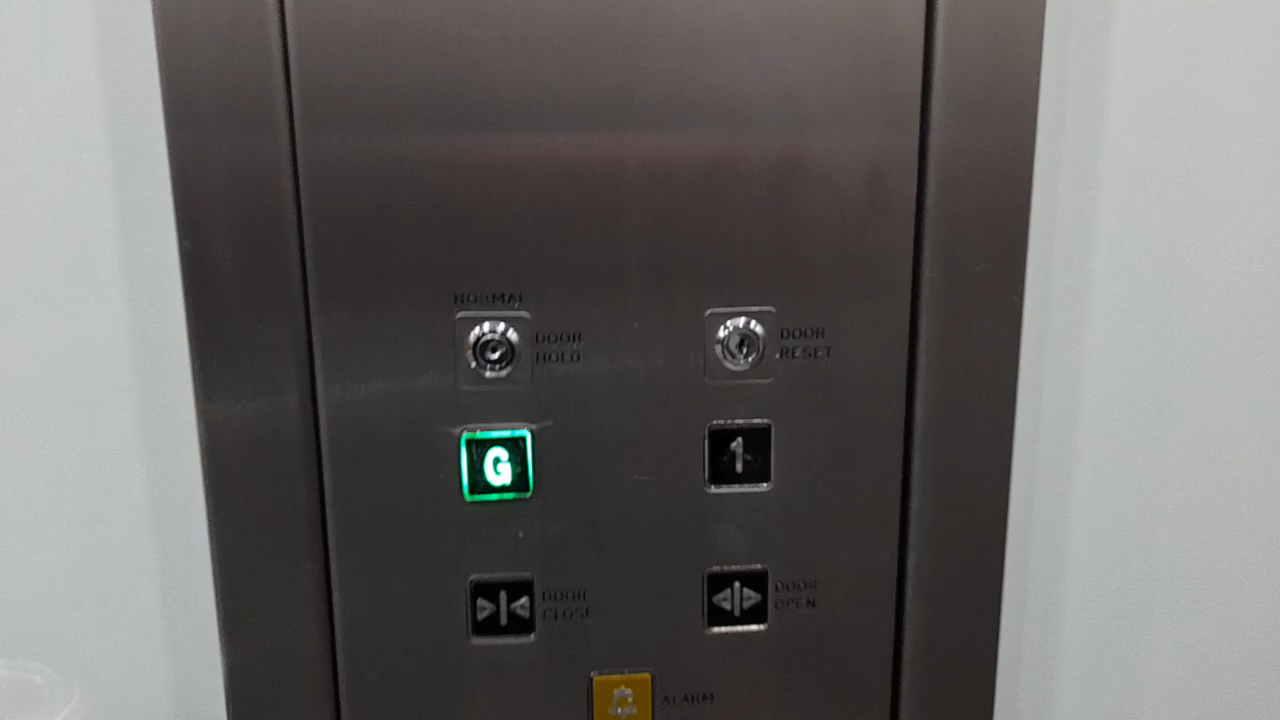 NORMAL
DOOR
HOLD
DOOR
RESET
G
1
DOOR
CLOSE
DOOR
OPEN
ALARM